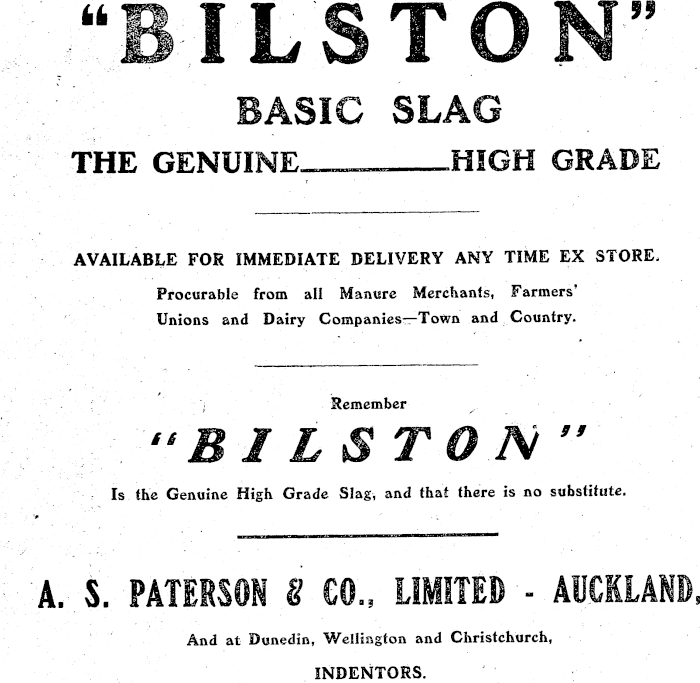 “BILSTON”
BASIC SLAG
THE GENUINE______HIGH GRADE
AVAILABLE FOR IMMEDIATE DELIVERY ANY TIME EX STORE.
Procurable from all Manure Merchants, Farmers’
Unions and Dairy Companies—Town and Country.
Remember
“BILSTON”
Is the Genuine High Grade Slag, and that there is no substitute.
A. S. PATERSON & CO., LIMITED - AUCKLAND,
And at Dunedin, Wellington and Christchurch,
INDENTORS.